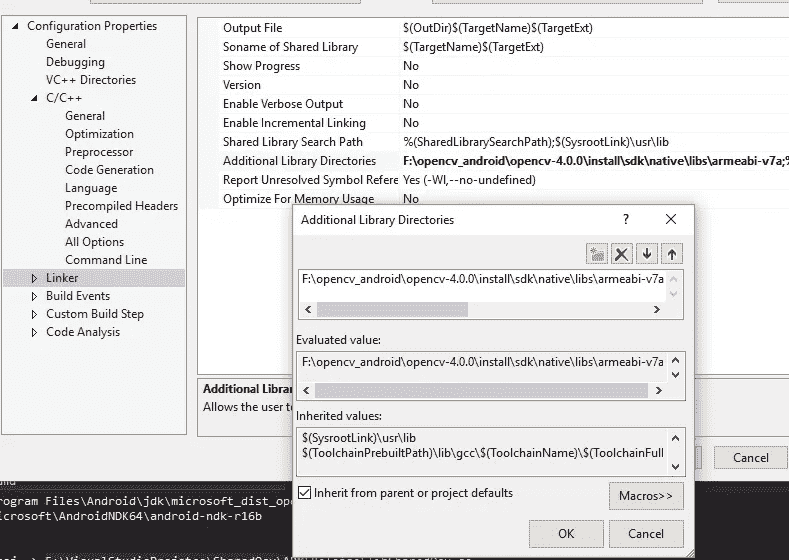 Configuration Properties
General
Debugging
VC++ Directories
C/C++
General
Optimization
Preprocessor
Code Generation
Language
Precompiled Headers
Advanced
All Options
Command Line
Linker
Build Events
Custom Build Step
Code Analysis
Output File $(OutDir)$(TargetName)$(TargetExt)
Soname of Shared Library $(TargetName)$(TargetExt)
Show Progress No
Version No
Enable Verbose Output No
Enable Incremental Linking No
Shared Library Search Path %(SharedLibrarySearchPath);$(SysrootLink)\usr\lib
Additional Library Directories F:\opencv_android\opencv-4.0.0\install\sdk\native\libs\armeabi-v7a;%
Report Unresolved Symbol Refere Yes (-Wl,--no-undefined)
Optimize For Memory Usage No
Additional Librar
Allows the user t
Cancel
Additional Library Directories
? X
F:\opencv_android\opencv-4.0.0\install\sdk\native\libs\armeabi-v7a
Evaluated value:
F:\opencv_android\opencv-4.0.0\install\sdk\native\libs\armeabi-v7a
Inherited values:
$(SysrootLink)\usr\lib
$(ToolchainPrebuiltPath)\lib\gcc\$(ToolchainName)\$(ToolchainFull
Inherit from parent or project defaults
Macros>>
OK
Cancel
rogram Files\Android\jdk\microsoft_dist_op
icrosoft\AndroidNDK64\android-ndk-r16b